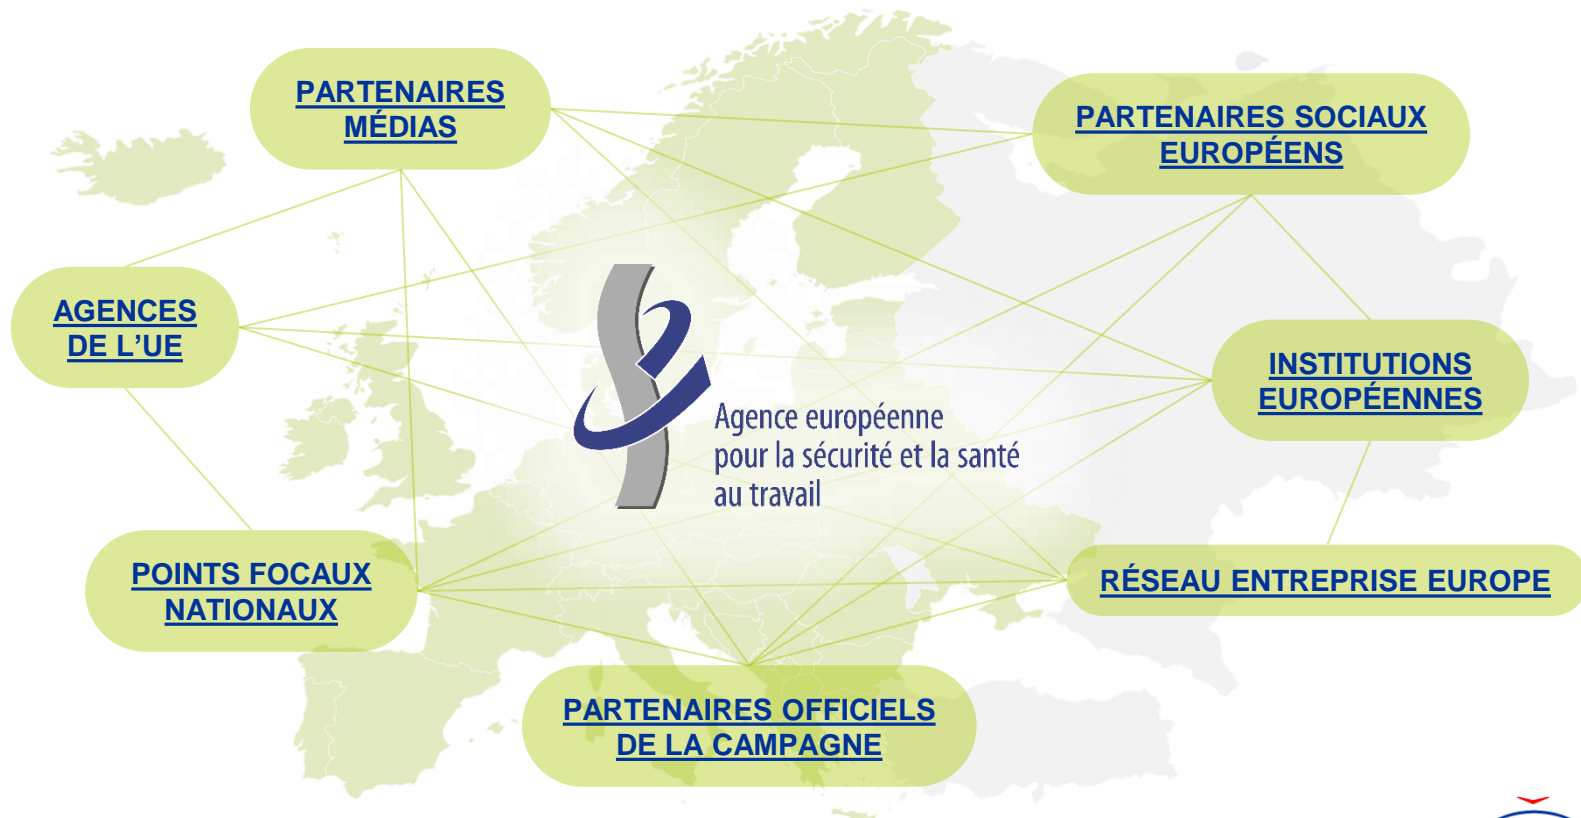 PARTENAIRES
MÉDIAS
PARTENAIRES SOCIAUX
EUROPÉENS
AGENCES
DE L’UE
INSTITUTIONS
EUROPÉENNES
Agence européenne
pour la sécurité et la santé
au travail
POINTS FOCAUX
NATIONAUX
RÉSEAU ENTREPRISE EUROPE
PARTENAIRES OFFICIELS
DE LA CAMPAGNE